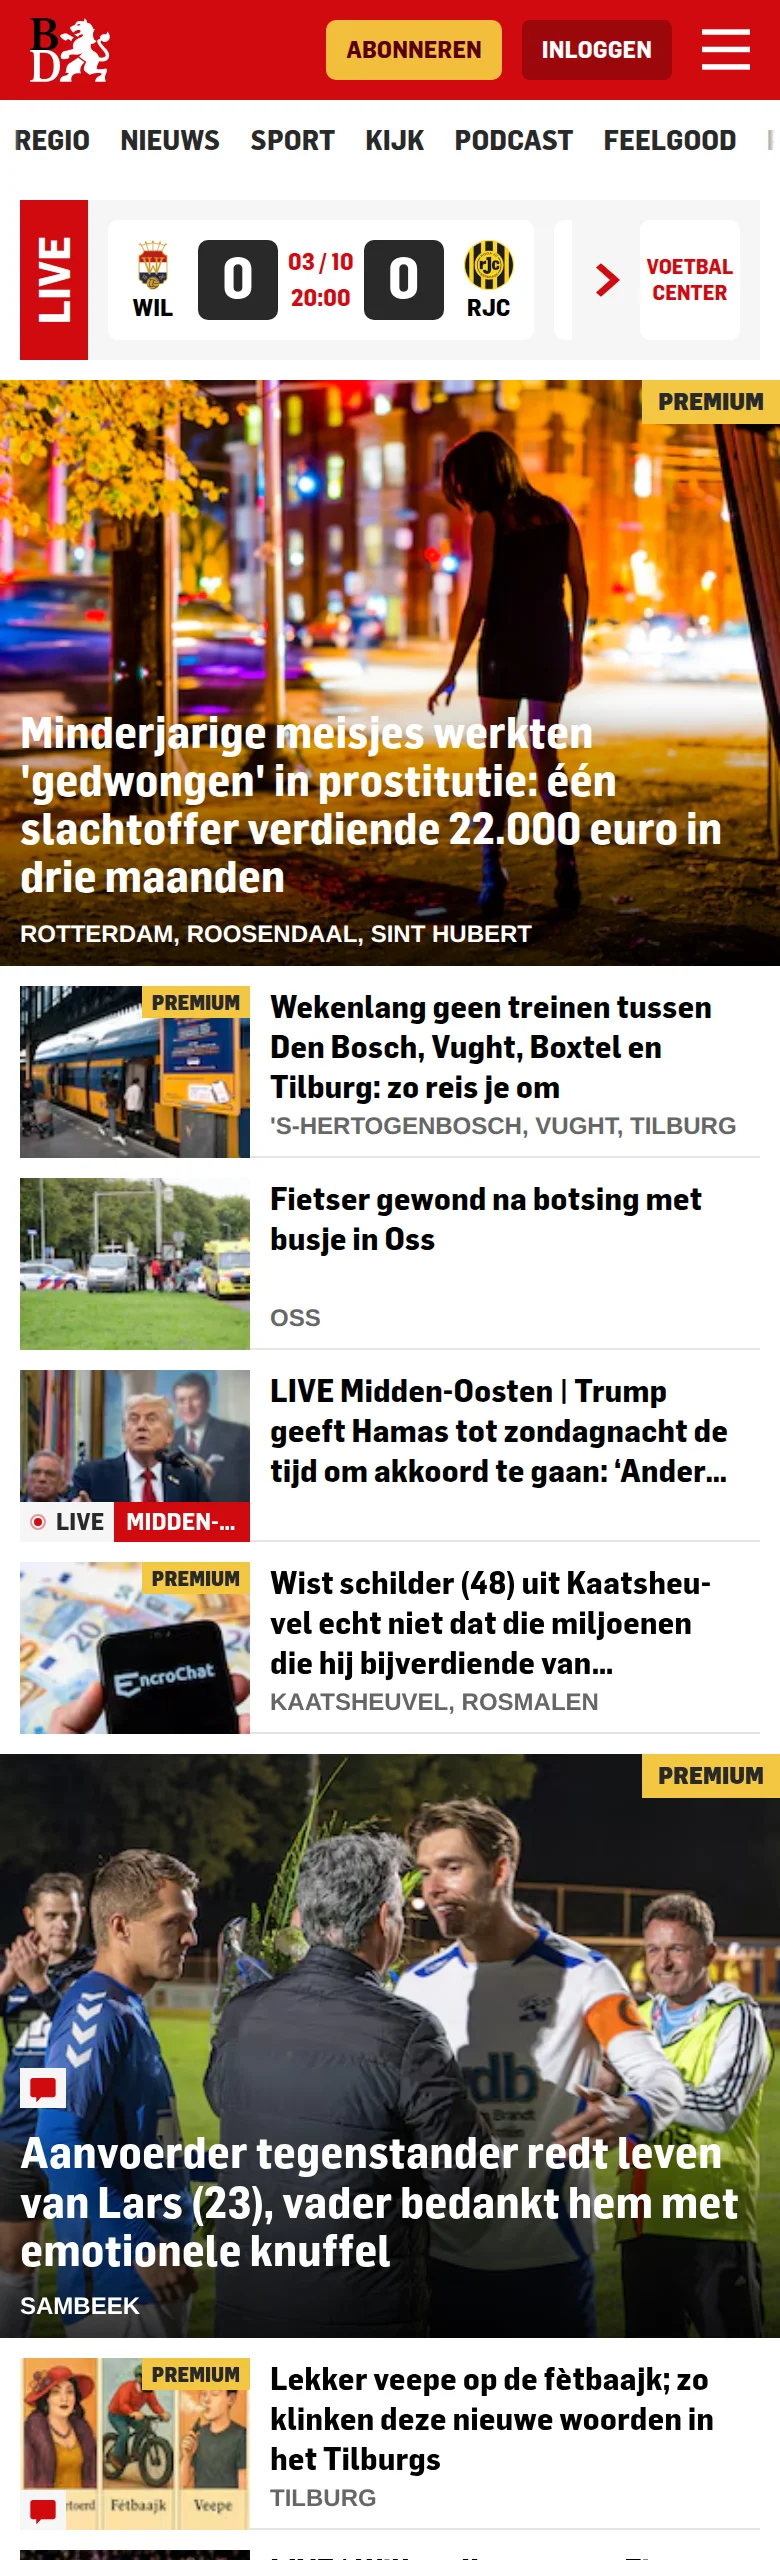 BD
ABONNEREN
INLOGGEN
REGIO NIEUWS SPORT KIJK PODCAST FEELGOOD
LIVE
WIL
0
03 / 10
20:00
0
RJC
VOETBAL
CENTER
PREMIUM
Minderjarige meisjes werkten
'gedwongen' in prostitutie: één
slachtoffer verdiende 22.000 euro in
drie maanden
ROTTERDAM, ROOSENDAAL, SINT HUBERT
PREMIUM
Wekenlang geen treinen tussen
Den Bosch, Vught, Boxtel en
Tilburg: zo reis je om
'S-HERTOGENBOSCH, VUGHT, TILBURG
Fietser gewond na botsing met
busje in Oss
OSS
LIVE MIDDEN-...
LIVE Midden-Oosten | Trump
geeft Hamas tot zondagnacht de
tijd om akkoord te gaan: ‘Ander...
PREMIUM
EncroChat
Wist schilder (48) uit Kaatsheu-
vel echt niet dat die miljoenen
die hij bijverdiende van...
KAATSHEUVEL, ROSMALEN
PREMIUM
Aanvoerder tegenstander redt leven
van Lars (23), vader bedankt hem met
emotionele knuffel
SAMBEEK
PREMIUM
Fètbaajk
Veepe
Lekker veepe op de fètbaajk; zo
klinken deze nieuwe woorden in
het Tilburgs
TILBURG